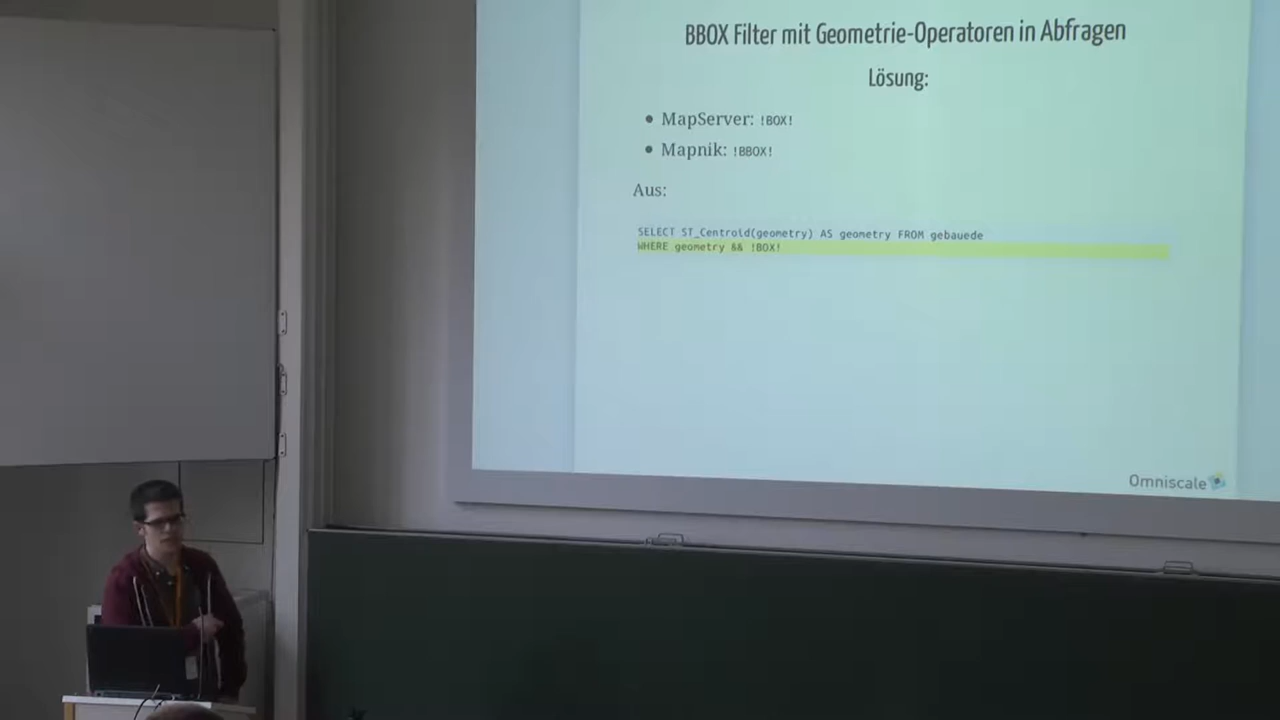 BBOX Filter mit Geometrie-Operatoren in Abfragen
Lösung:
MapServer: !BOX!
Mapnik: !BBOX!
Aus:
SELECT ST_Centroid(geometry) AS geometry FROM gebauede
WHERE geometry && !BOX!
Omniscale